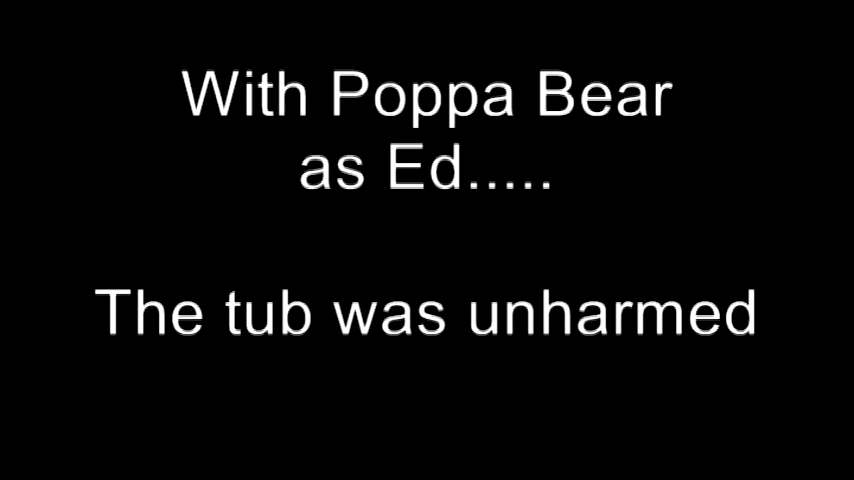 With Poppa Bear
as Ed.....
The tub was unharmed